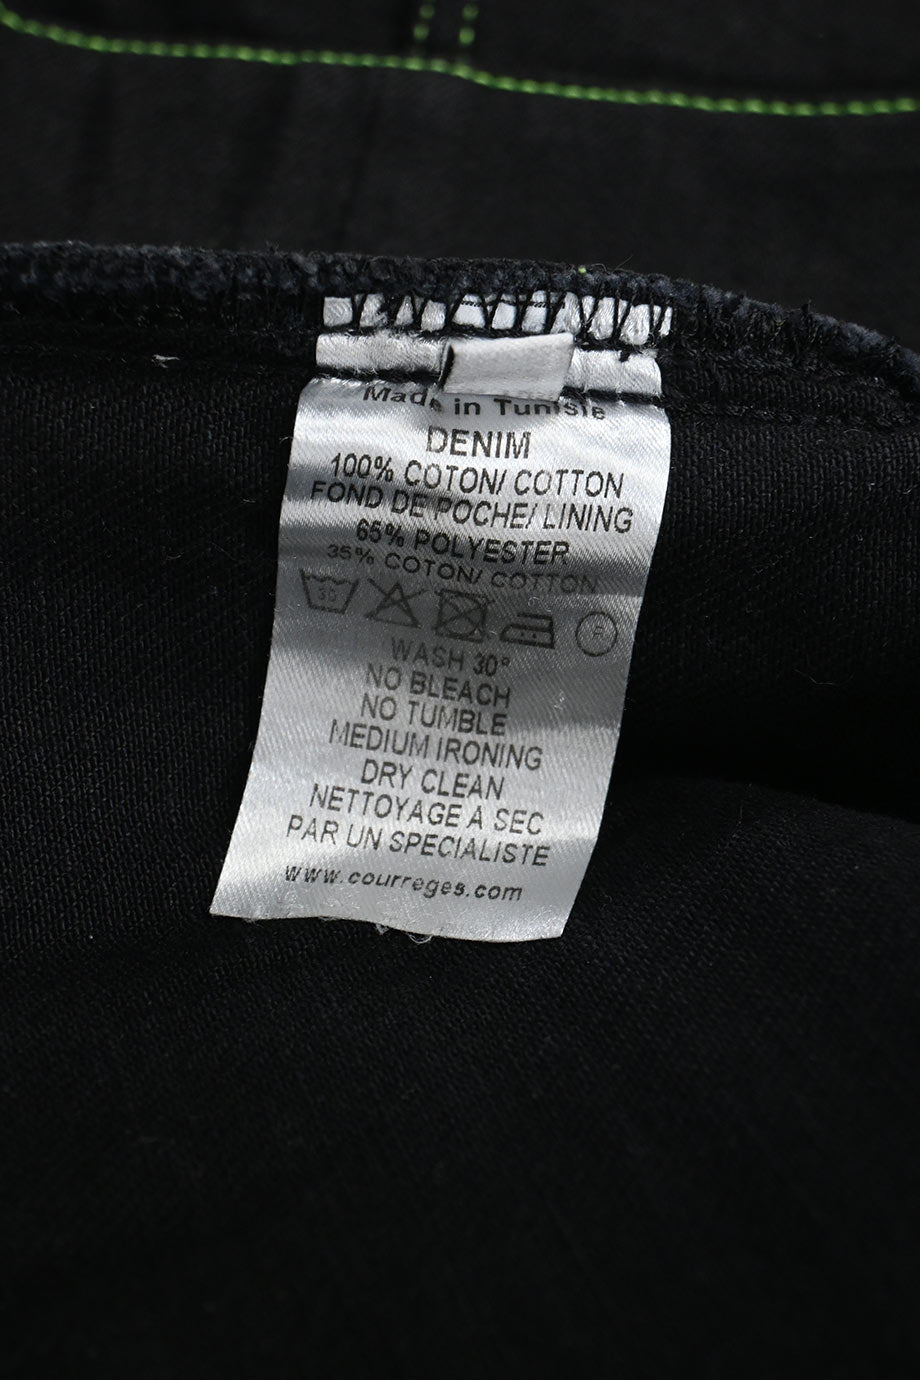 Made in Tunisie
DENIM
100% COTON/ COTTON
FOND DE POCHE/ LINING
65% POLYESTER
35% COTON/ COTTON
30 P
WASH 30°
NO BLEACH
NO TUMBLE
MEDIUM IRONING
DRY CLEAN
NETTOYAGE A SEC
PAR UN SPECIALISTE
www.courreges.com